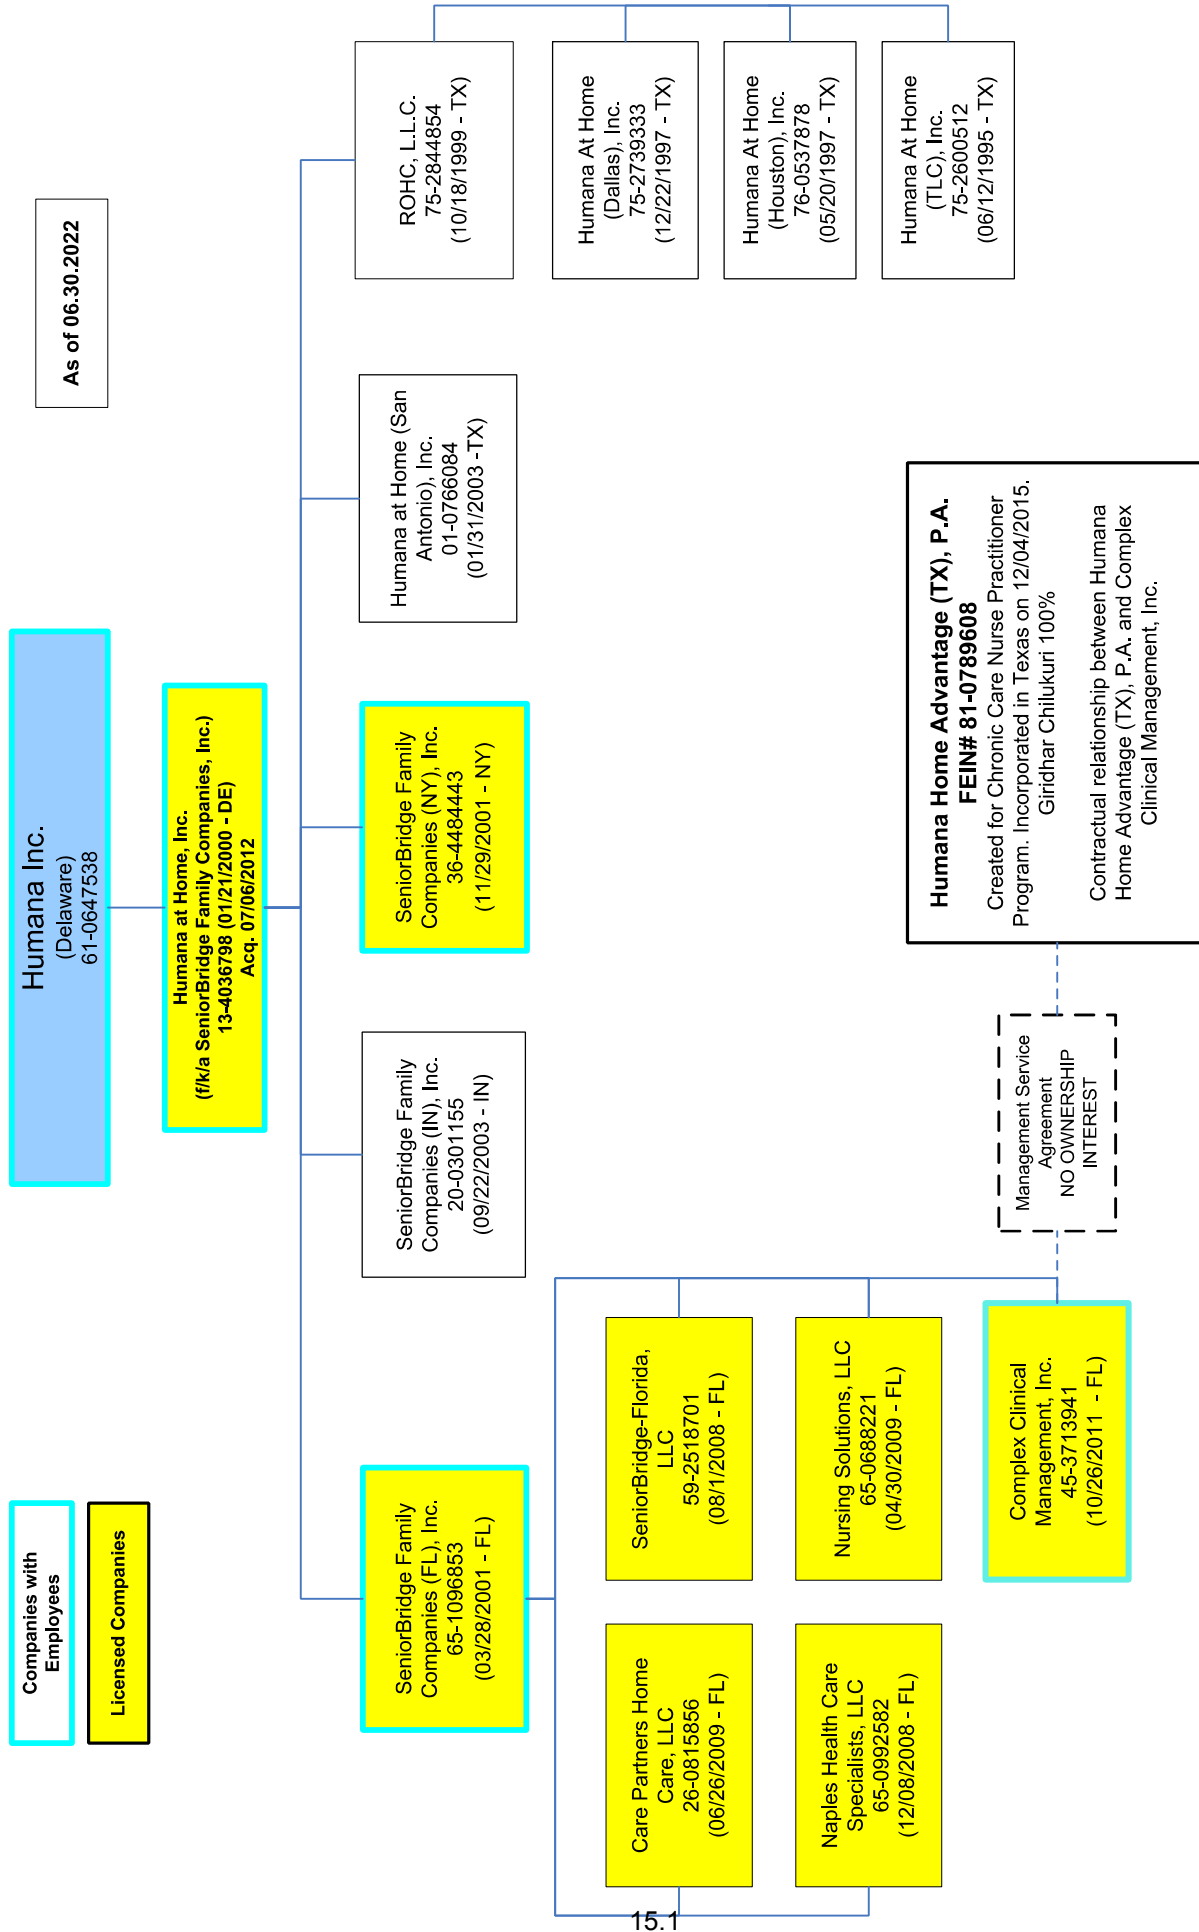 Companies with
Employees
Licensed Companies
As of 06.30.2022
Humana Inc.
(Delaware)
61-0647538
Humana at Home, Inc.
(f/k/a SeniorBridge Family Companies, Inc.)
13-4036798 (01/21/2000 - DE)
Acq. 07/06/2012
SeniorBridge Family
Companies (FL), Inc.
65-1096853
(03/28/2001 - FL)
SeniorBridge Family
Companies (IN), Inc.
20-0301155
(09/22/2003 - IN)
SeniorBridge Family
Companies (NY), Inc.
36-4484443
(11/29/2001 - NY)
Humana at Home (San
Antonio), Inc.
01-0766084
(01/31/2003 -TX)
ROHC, L.L.C.
75-2844854
(10/18/1999 - TX)
Care Partners Home
Care, LLC
26-0815856
(06/26/2009 - FL)
SeniorBridge-Florida,
LLC
59-2518701
(08/1/2008 - FL)
Humana At Home
(Dallas), Inc.
75-2739333
(12/22/1997 - TX)
Naples Health Care
Specialists, LLC
65-0992582
(12/08/2008 - FL)
Nursing Solutions, LLC
65-0688221
(04/30/2009 - FL)
Humana At Home
(Houston), Inc.
76-0537878
(05/20/1997 - TX)
Humana At Home
(TLC), Inc.
75-2600512
(06/12/1995 - TX)
Complex Clinical
Management, Inc.
45-3713941
(10/26/2011 - FL)
Management Service
Agreement
NO OWNERSHIP
INTEREST
Humana Home Advantage (TX), P.A.
FEIN# 81-0789608
Created for Chronic Care Nurse Practitioner
Program. Incorporated in Texas on 12/04/2015.
Giridhar Chilukuri 100%
Contractual relationship between Humana
Home Advantage (TX), P.A. and Complex
Clinical Management, Inc.
15.1